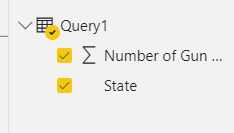 Query1
∑ Number of Gun ...
State